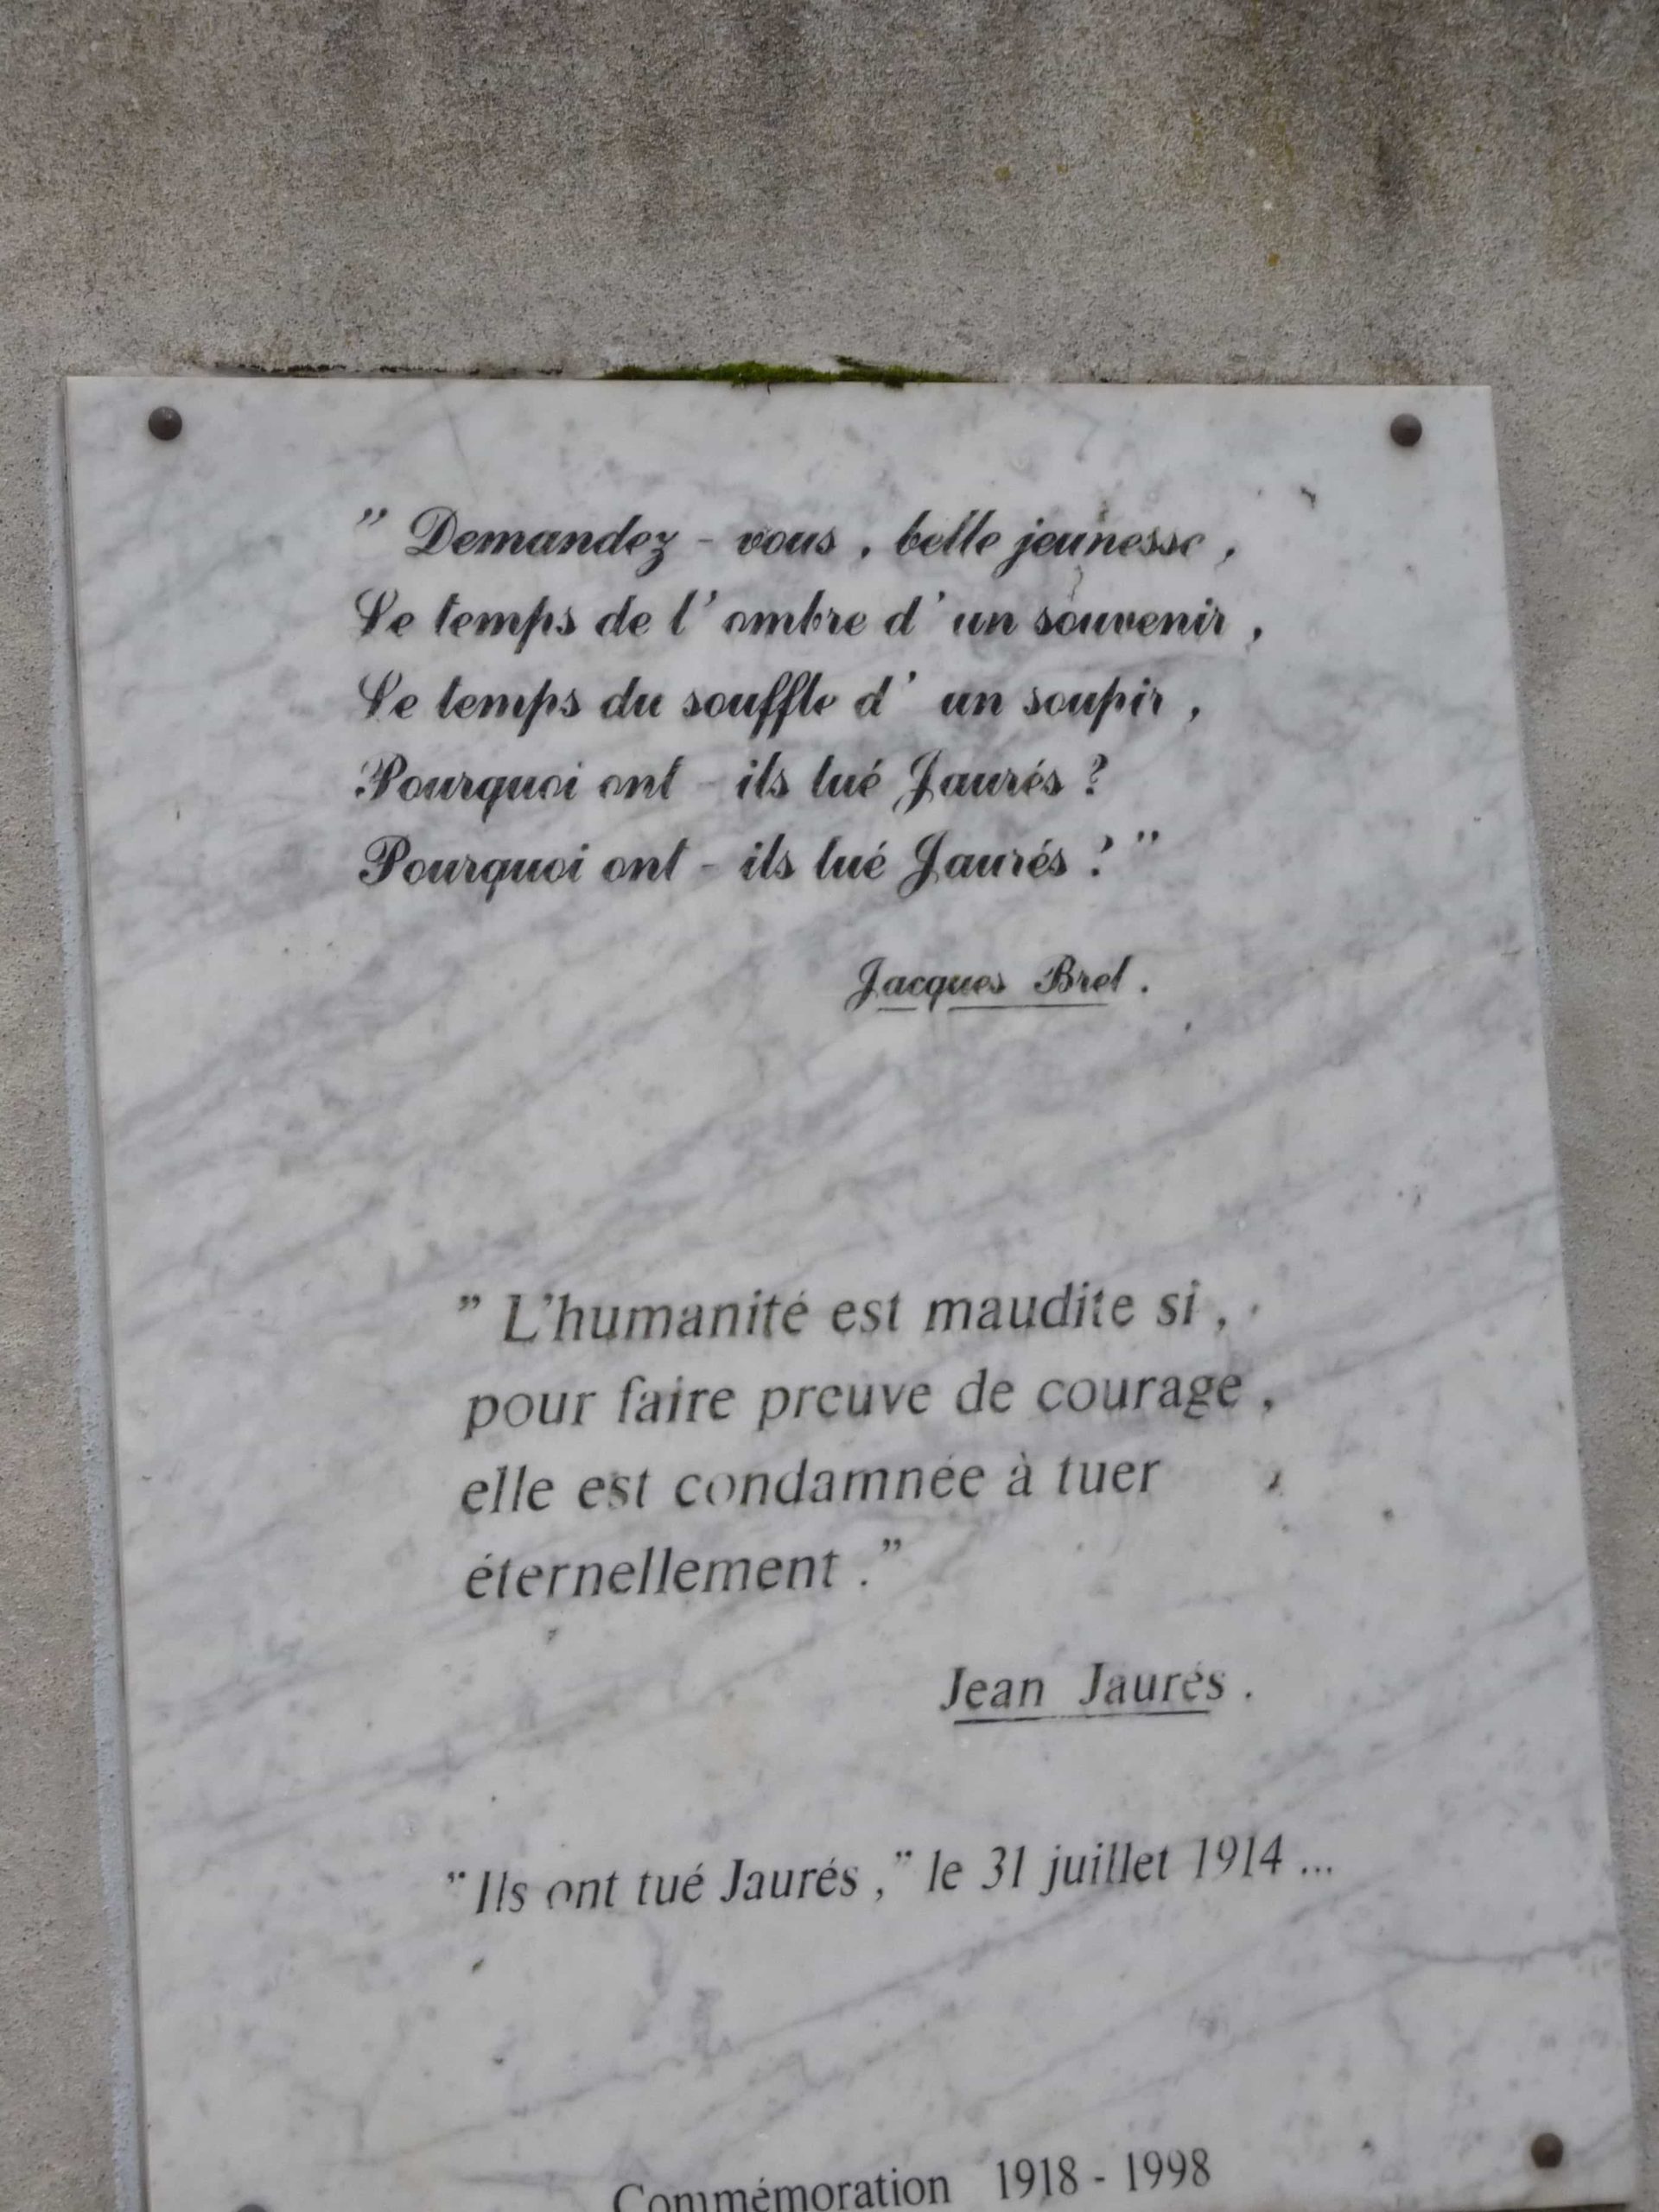 " Demandez - vous , belle jeunesse ,
Le temps de l' ombre d' un souvenir ,
Le temps du souffle d' un soupir ,
Pourquoi ont - ils tué Jaurés ?
Pourquoi ont - ils tué Jaurés ? "
Jacques Brel .
" L'humanité est maudite si ,
pour faire preuve de courage ,
elle est condamnée à tuer
éternellement . "
Jean Jaurés .
" Ils ont tué Jaurés , " le 31 juillet 1914 ...
Commémoration 1918 - 1998